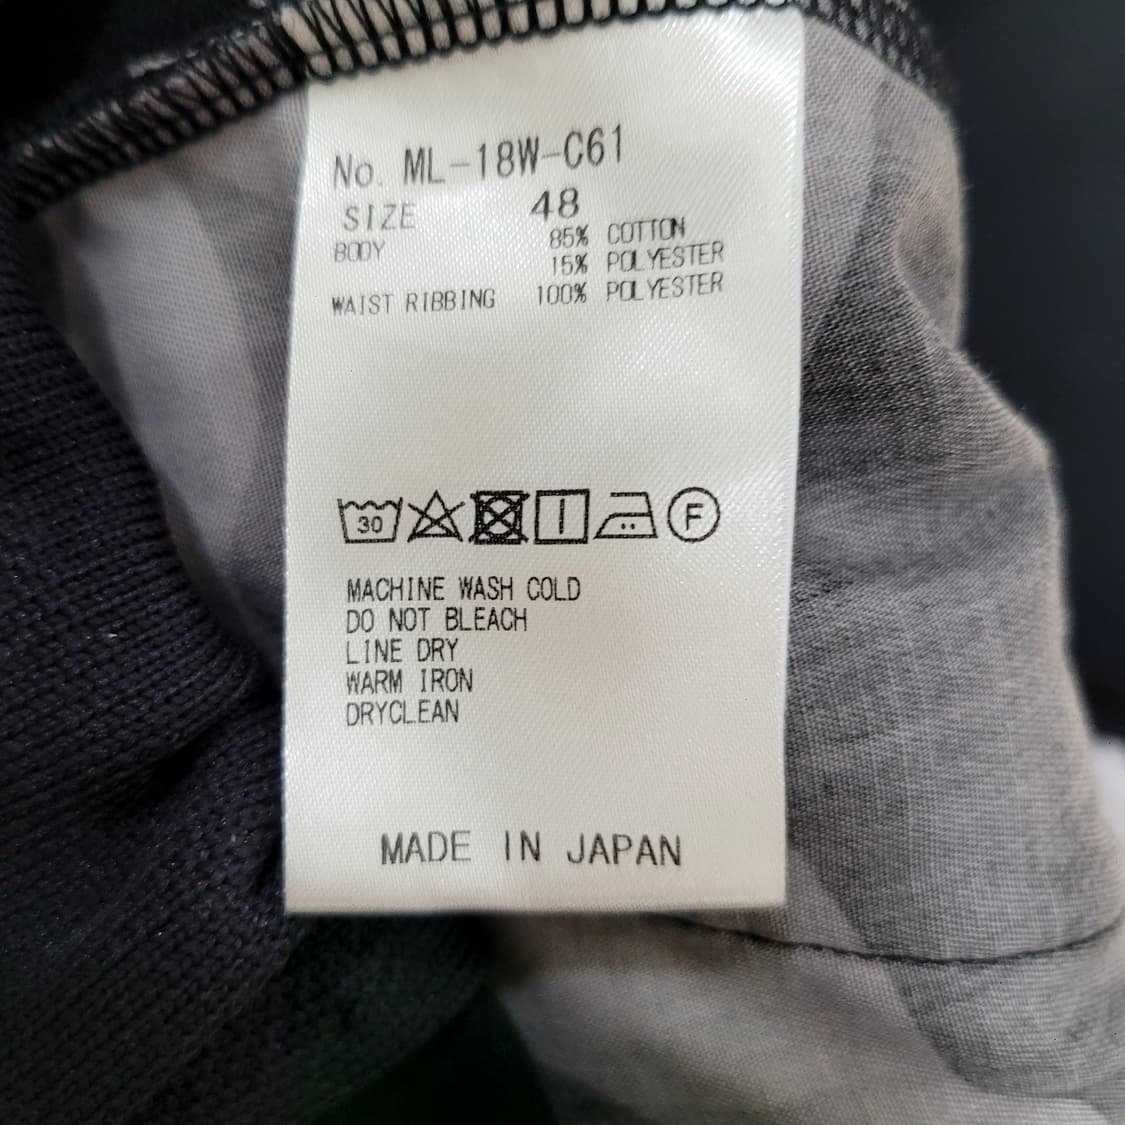 No. ML-18W-C61
SIZE 48
BODY 85% COTTON
15% POLYESTER
WAIST RIBBING 100% POLYESTER
30 F
MACHINE WASH COLD
DO NOT BLEACH
LINE DRY
WARM IRON
DRYCLEAN
MADE IN JAPAN